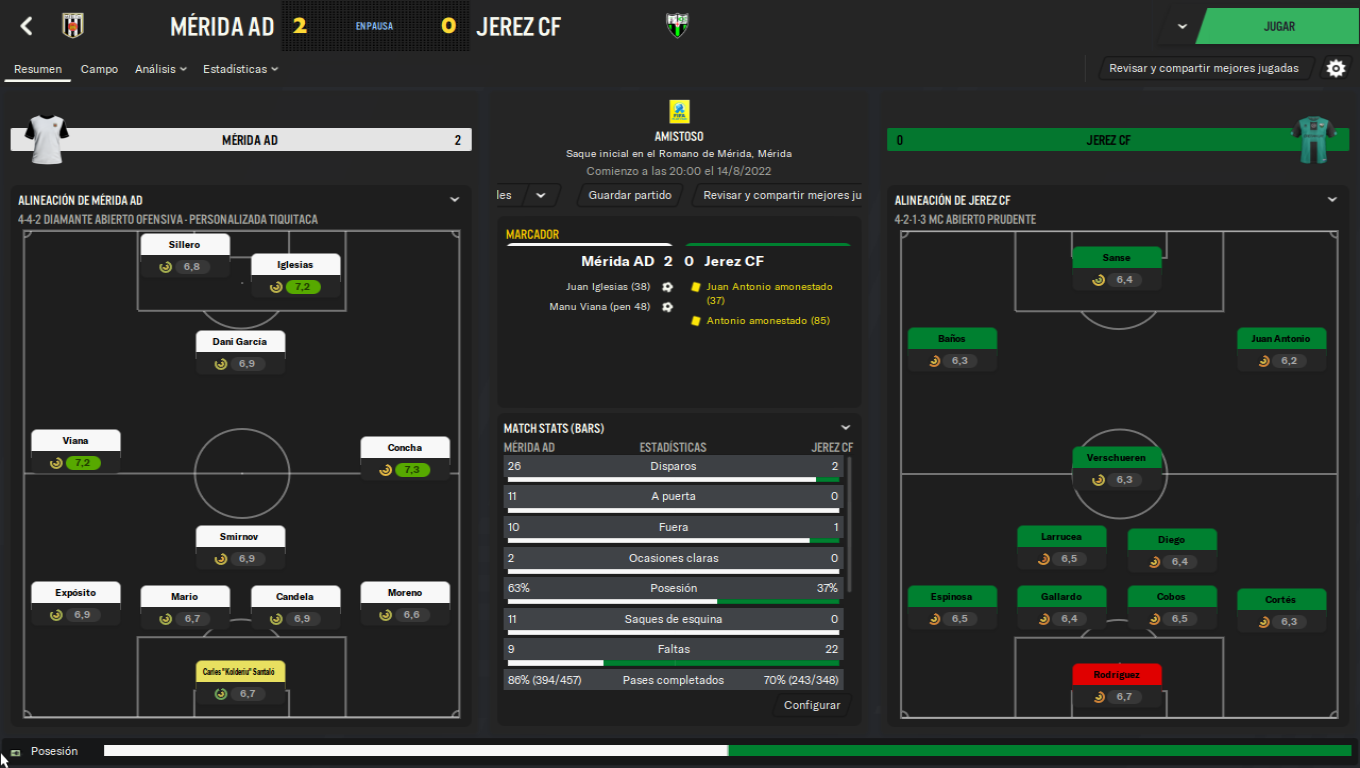 MÉRIDA AD 2 EN PAUSA 0 JEREZ CF
JUGAR
Resumen Campo Análisis Estadísticas
Revisar y compartir mejores jugadas
MÉRIDA AD 2
FIFA
AMISTOSO
Saque inicial en el Romano de Mérida, Mérida
Comienzo a las 20:00 el 14/8/2022
les Guardar partido Revisar y compartir mejores ju
0 JEREZ CF
ALINEACIÓN DE MÉRIDA AD
4-4-2 DIAMANTE ABIERTO OFENSIVA - PERSONALIZADA TIQUITACA
Sillero
6,8
Iglesias
7,2
Dani García
6,9
Viana
7,2
Concha
7,3
Smirnov
6,9
Expósito
6,9
Mario
6,7
Candela
6,9
Moreno
6,6
Carles "Kolderiu" Santaló
6,7
MARCADOR
Mérida AD 2 0 Jerez CF
Juan Iglesias (38)
Manu Viana (pen 48)
Juan Antonio amonestado
(37)
Antonio amonestado (85)
MATCH STATS (BARS)
MÉRIDA AD ESTADÍSTICAS JEREZ CF
26 Disparos 2
11 A puerta 0
10 Fuera 1
2 Ocasiones claras 0
63% Posesión 37%
11 Saques de esquina 0
9 Faltas 22
86% (394/457) Pases completados 70% (243/348)
Configurar
ALINEACIÓN DE JEREZ CF
4-2-1-3 MC ABIERTO PRUDENTE
Sanse
6,4
Baños
6,3
Juan Antonio
6,2
Verschueren
6,3
Larrucea
6,5
Diego
6,4
Espinosa
6,5
Gallardo
6,4
Cobos
6,5
Cortés
6,3
Rodríguez
6,7
Posesión